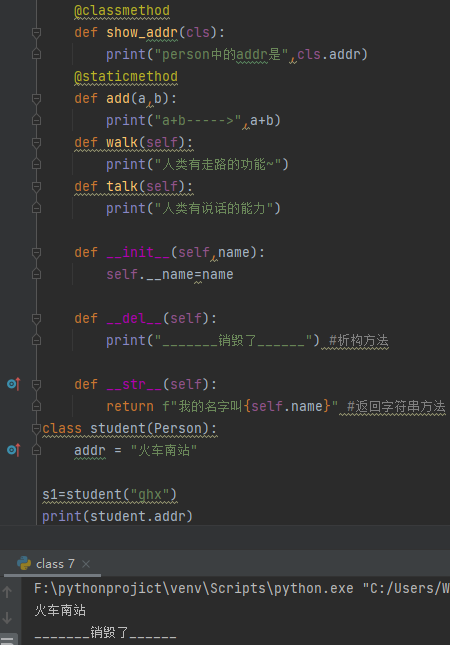 @classmethod
def show_addr(cls):
print("person中的addr是",cls.addr)
@staticmethod
def add(a,b):
print("a+b----->",a+b)
def walk(self):
print("人类有走路的功能~")
def talk(self):
print("人类有说话的能力")
def __init__(self,name):
self.__name=name
def __del__(self):
print("_______销毁了______") #析构方法
def __str__(self):
return f"我的名字叫{self.name}" #返回字符串方法
class student(Person):
addr = "火车南站"
s1=student("ghx")
print(student.addr)
class 7
F:\pythonprojict\venv\Scripts\python.exe "C:/Users/W
火车南站
_______销毁了______